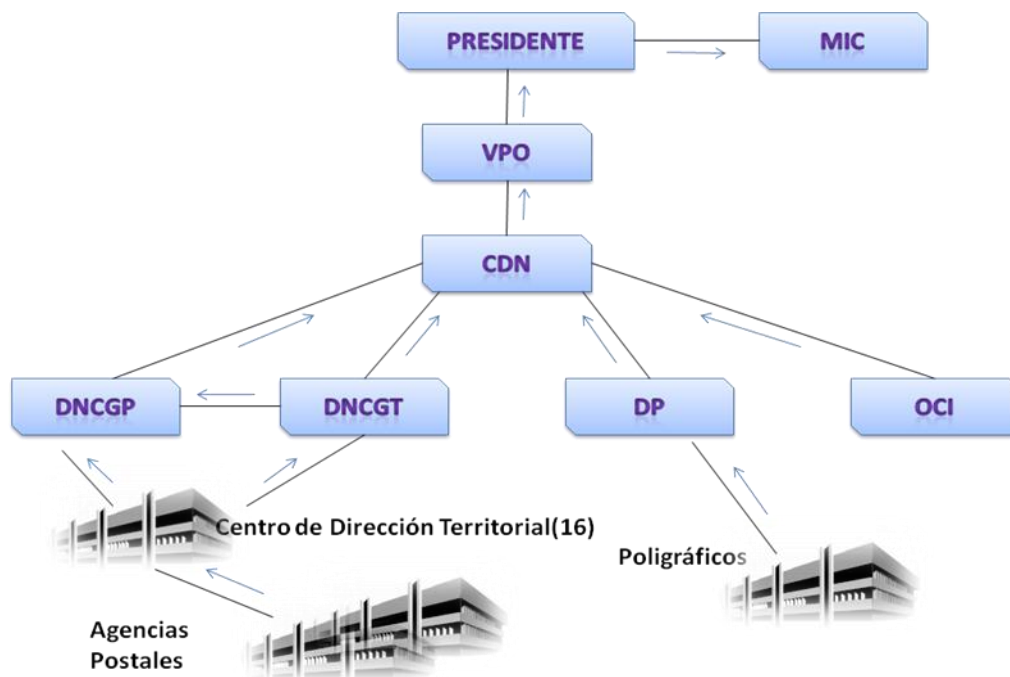 PRESIDENTE
MIC
VPO
CDN
DNCGP
DNCGT
DP
OCI
Centro de Dirección Territorial(16)
Poligráficos
Agencias
Postales